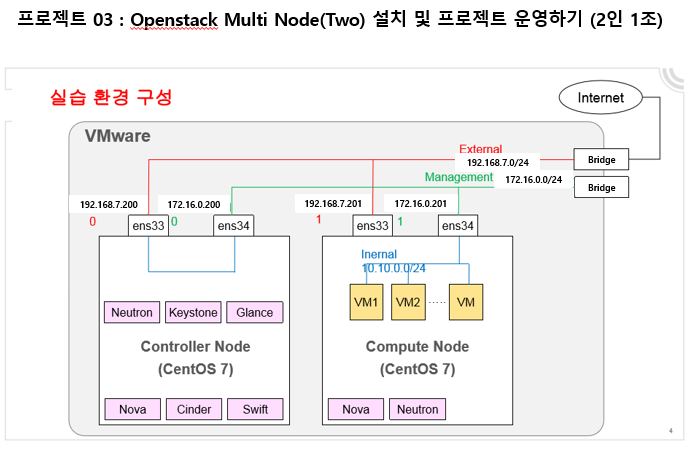 프로젝트 03 : Openstack Multi Node(Two) 설치 및 프로젝트 운영하기 (2인 1조)
실습 환경 구성
Internet
VMware
External
192.168.7.0/24
Bridge
Management
172.16.0.0/24
Bridge
192.168.7.200
172.16.0.200
192.168.7.201
172.16.0.201
0
0
1
1
ens33
ens34
ens33
ens34
Inernal
10.10.0.0/24
VM1
VM2
.....
VM
Neutron
Keystone
Glance
Controller Node
(CentOS 7)
Compute Node
(CentOS 7)
Nova
Cinder
Swift
Nova
Neutron
4